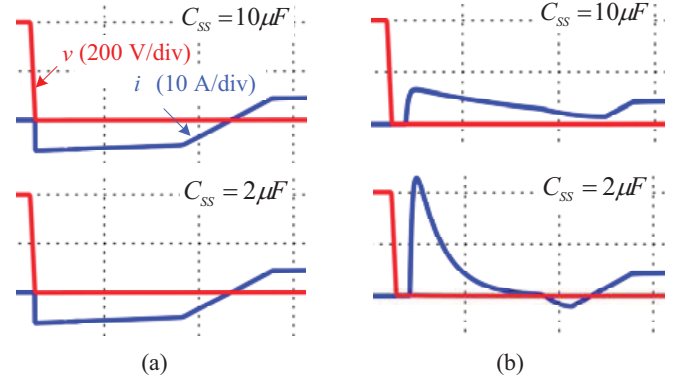 C_SS = 10μF
v (200 V/div)
i (10 A/div)
C_SS = 2μF
(a)
C_SS = 10μF
C_SS = 2μF
(b)